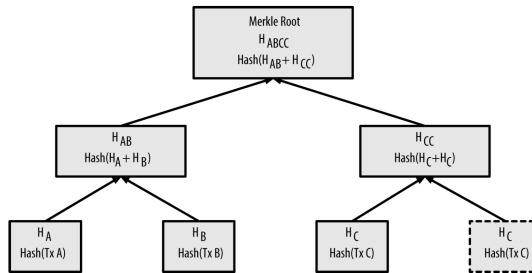 Merkle Root
H ABCC
Hash(H AB + H CC)
H AB
Hash(H A + H B)
H CC
Hash(H C+H C)
H A
Hash(Tx A)
H B
Hash(Tx B)
H C
Hash(Tx C)
H C
Hash(Tx C)